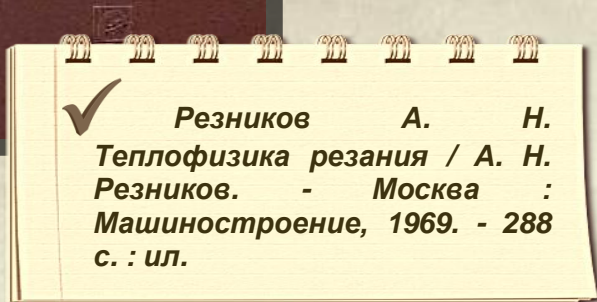 Резников А. Н.
Теплофизика резания / А. Н.
Резников. - Москва :
Машиностроение, 1969. - 288
с. : ил.